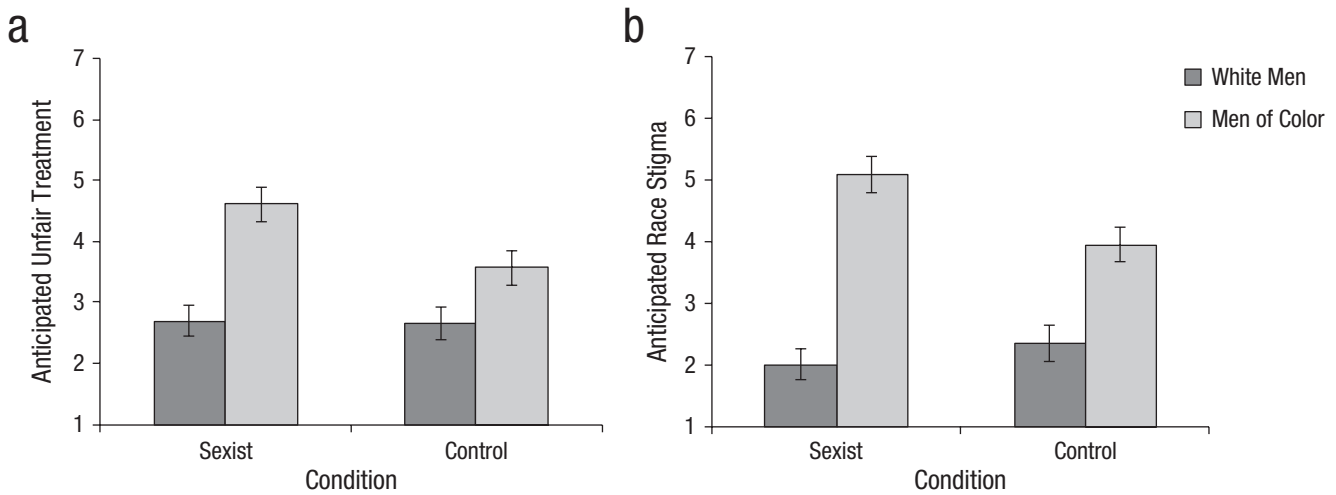 a
Anticipated Unfair Treatment
7
6
5
4
3
2
1
Sexist Control
Condition
b
Anticipated Race Stigma
7
6
5
4
3
2
1
Sexist Control
Condition
White Men
Men of Color